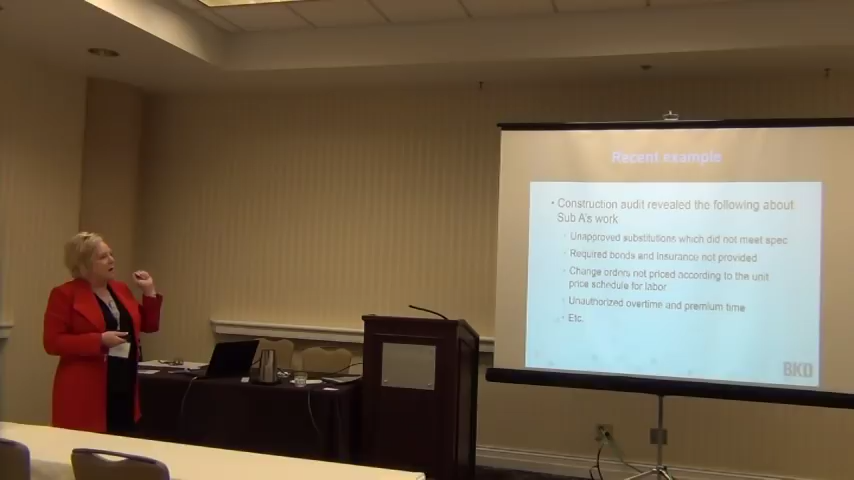 Recent example
• Construction audit revealed the following about
Sub A's work
• Unapproved substitutions which did not meet spec
• Required bonds and insurance not provided
• Change orders not priced according to the unit
price schedule for labor
• Unauthorized overtime and premium time
• Etc.
BKD